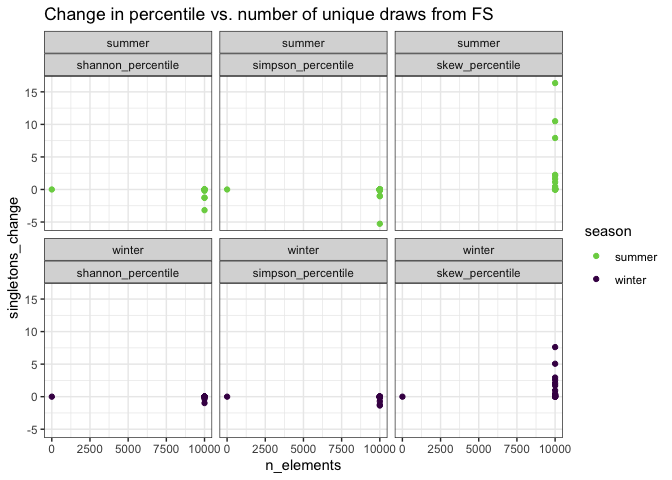 Change in percentile vs. number of unique draws from FS
summer summer summer
shannon_percentile simpson_percentile skew_percentile
15
10
5
0
-5
winter winter winter
shannon_percentile simpson_percentile skew_percentile
15
10
5
0
-5
0 2500 5000 7500 10000 0 2500 5000 7500 10000 0 2500 5000 7500 10000
n_elements
singletons_change
season
summer
winter